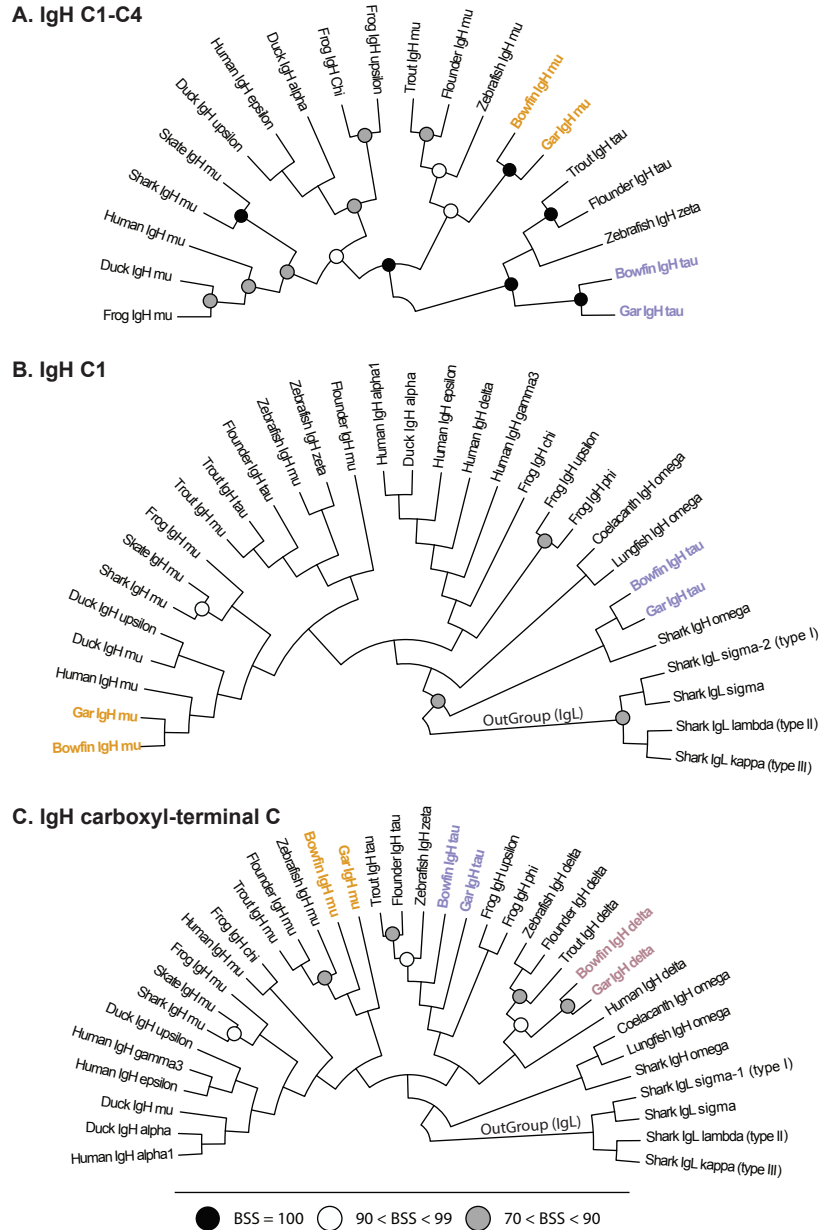 A. IgH C1-C4
Frog IgH mu
Duck IgH mu
Human IgH mu
Shark IgH mu
Skate IgH mu
Duck IgH upsilon
Human IgH epsilon
Duck IgH alpha
Frog IgH Chi
Frog IgH upsilon
Trout IgH mu
Flounder IgH mu
Zebrafish IgH mu
Bowfin IgH mu
Gar IgH mu
Trout IgH tau
Flounder IgH tau
Zebrafish IgH zeta
Bowfin IgH tau
Gar IgH tau
B. IgH C1
Bowfin IgH mu
Gar IgH mu
Human IgH mu
Duck IgH mu
Duck IgH upsilon
Shark IgH mu
Skate IgH mu
Frog IgH mu
Trout IgH mu
Trout IgH tau
Flounder IgH tau
Zebrafish IgH mu
Zebrafish IgH zeta
Flounder IgH mu
Human IgH alpha1
Duck IgH alpha
Human IgH epsilon
Human IgH delta
Human IgH gamma3
Frog IgH chi
Frog IgH upsilon
Frog IgH phi
Coelacanth IgH omega
Lungfish IgH omega
Bowfin IgH tau
Gar IgH tau
Shark IgH omega
Shark IgL sigma-2 (type I)
Shark IgL sigma
Shark IgL lambda (type II)
Shark IgL kappa (type III)
OutGroup (IgL)
C. IgH carboxyl-terminal C
Human IgH alpha1
Duck IgH alpha
Duck IgH mu
Human IgH epsilon
Human IgH gamma3
Duck IgH upsilon
Shark IgH mu
Skate IgH mu
Frog IgH mu
Human IgH mu
Frog IgH chi
Trout IgH mu
Flounder IgH mu
Zebrafish IgH mu
Bowfin IgH mu
Gar IgH mu
Trout IgH tau
Flounder IgH tau
Zebrafish IgH zeta
Bowfin IgH tau
Gar IgH tau
Frog IgH upsilon
Frog IgH phi
Zebrafish IgH delta
Flounder IgH delta
Trout IgH delta
Bowfin IgH delta
Gar IgH delta
Human IgH delta
Coelacanth IgH omega
Lungfish IgH omega
Shark IgH omega
Shark IgL sigma-1 (type I)
Shark IgL sigma
Shark IgL lambda (type II)
Shark IgL kappa (type III)
OutGroup (IgL)
BSS = 100 90 < BSS < 99 70 < BSS < 90